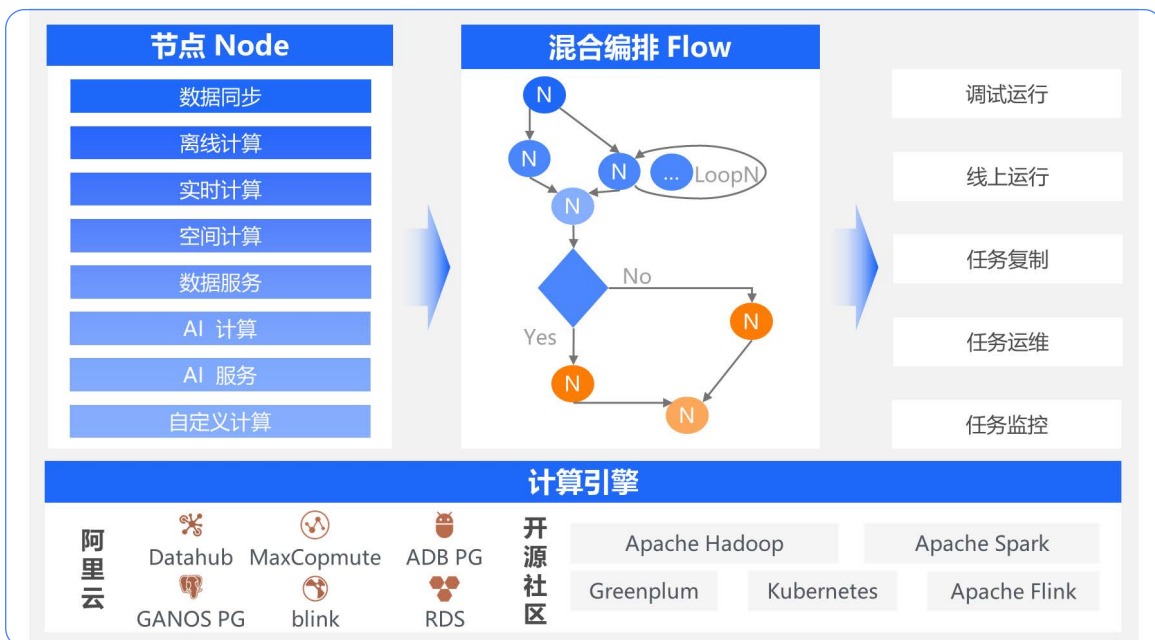 节点 Node
数据同步
离线计算
实时计算
空间计算
数据服务
AI 计算
AI 服务
自定义计算
混合编排 Flow
N
N
N
... LoopN
N
No
Yes
N
N
N
调试运行
线上运行
任务复制
任务运维
任务监控
计算引擎
阿里云
Datahub MaxCopmute ADB PG
GANOS PG blink RDS
开源社区
Apache Hadoop Apache Spark
Greenplum Kubernetes Apache Flink